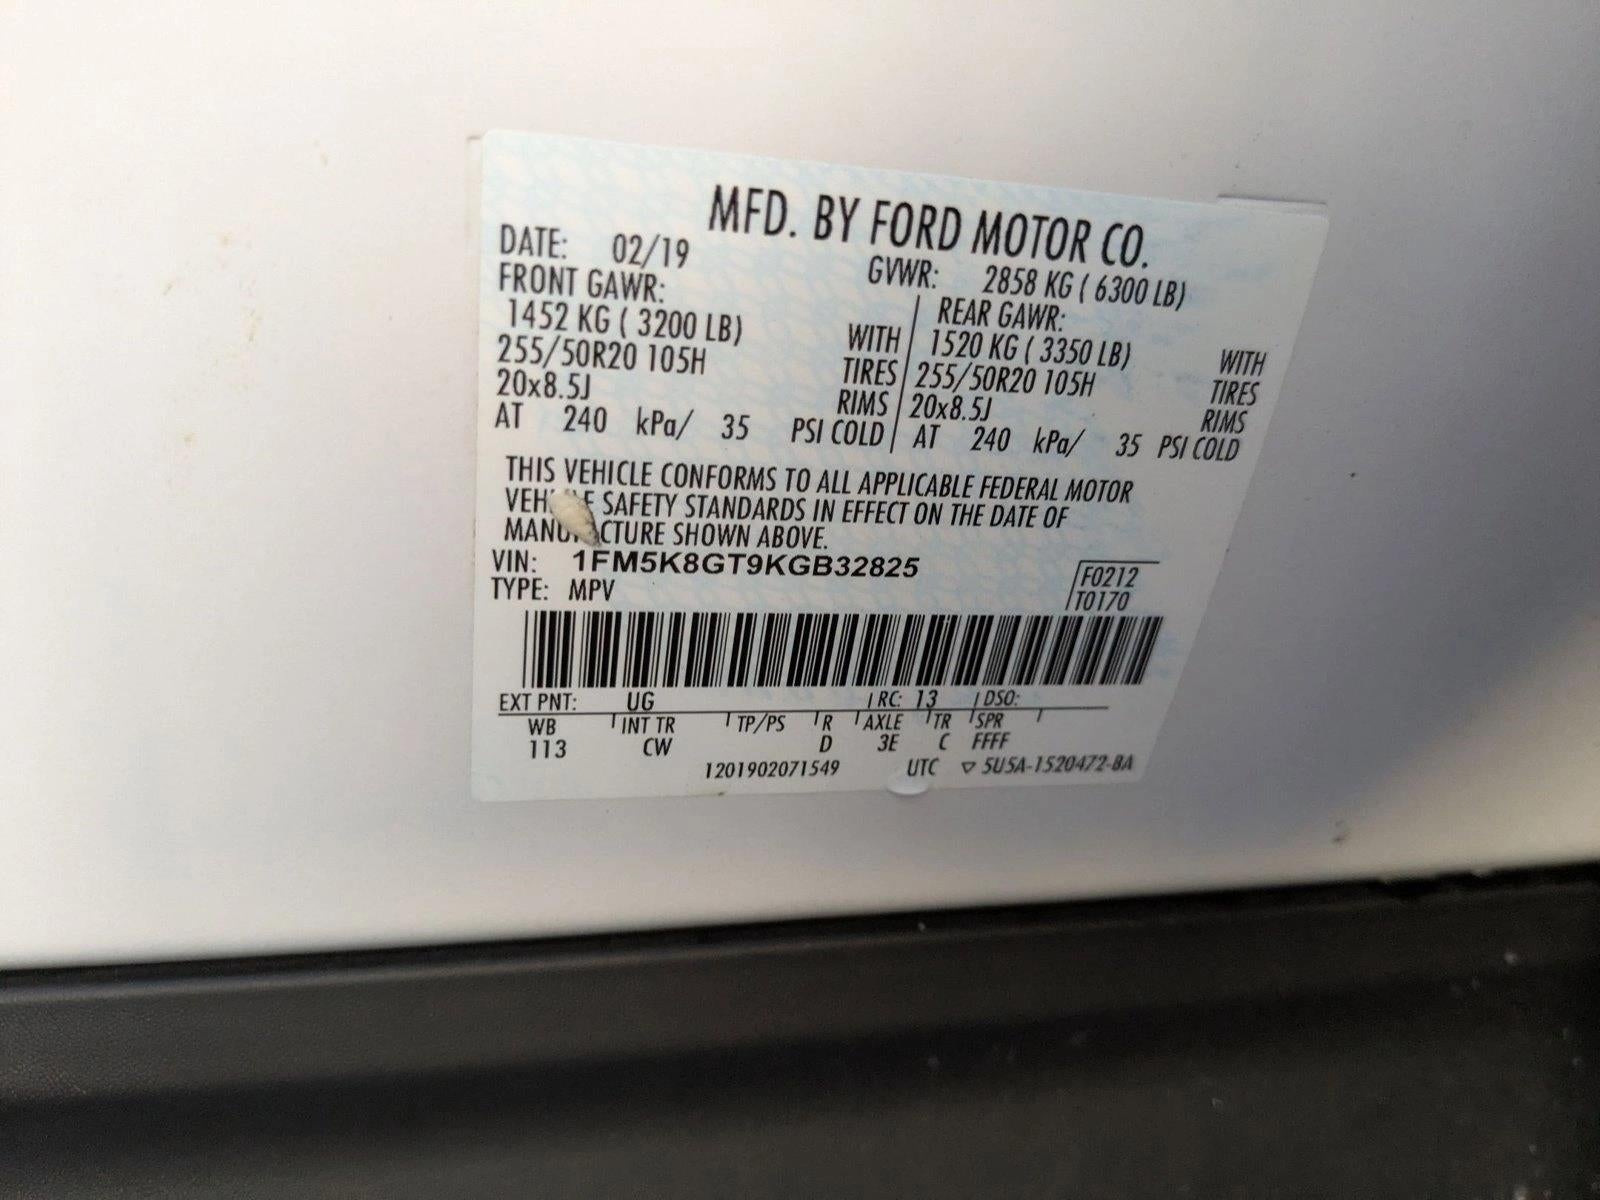 MFD. BY FORD MOTOR CO.
DATE: 02/19 GVWR: 2858 KG ( 6300 LB)
FRONT GAWR: REAR GAWR:
1452 KG ( 3200 LB) WITH 1520 KG ( 3350 LB) WITH
255/50R20 105H TIRES 255/50R20 105H TIRES
20x8.5J RIMS 20x8.5J RIMS
AT 240 kPa/ 35 PSI COLD AT 240 kPa/ 35 PSI COLD
THIS VEHICLE CONFORMS TO ALL APPLICABLE FEDERAL MOTOR
VEHICLE SAFETY STANDARDS IN EFFECT ON THE DATE OF
MANUFACTURE SHOWN ABOVE.
VIN: 1FM5K8GT9KGB32825
TYPE: MPV
F0212
T0170
EXT PNT: UG RC: 13 DSO:
WB INT TR TP/PS R AXLE TR SPR
113 CW D 3E C FFFF
1201902071549 UTC ▽ 5U5A-1520472-BA